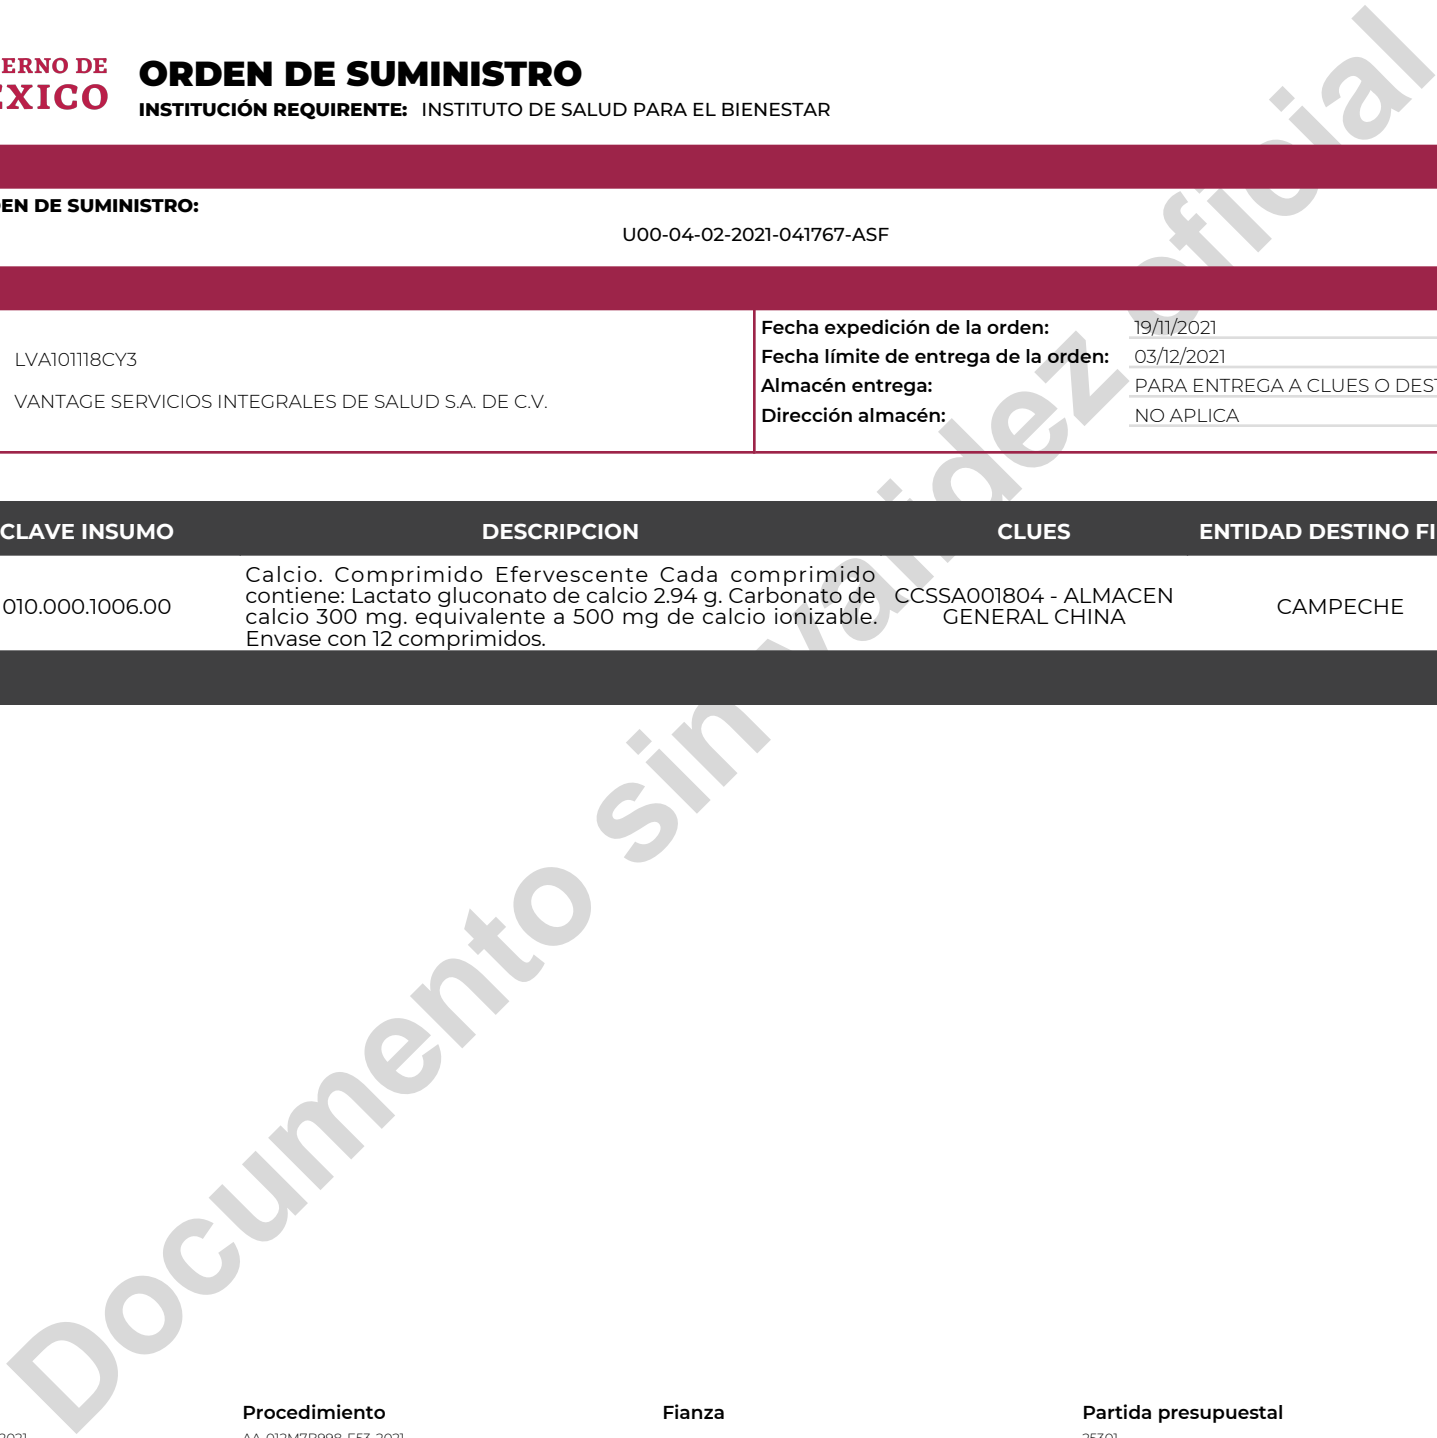 ERNO DE
EXICO
ORDEN DE SUMINISTRO
INSTITUCIÓN REQUIRENTE: INSTITUTO DE SALUD PARA EL BIENESTAR
EN DE SUMINISTRO:
U00-04-02-2021-041767-ASF
LVA101118CY3
VANTAGE SERVICIOS INTEGRALES DE SALUD S.A. DE C.V.
Fecha expedición de la orden: 19/11/2021
Fecha límite de entrega de la orden: 03/12/2021
Almacén entrega: PARA ENTREGA A CLUES O DEST
Dirección almacén: NO APLICA
CLAVE INSUMO DESCRIPCION CLUES ENTIDAD DESTINO FI
010.000.1006.00
Calcio. Comprimido Efervescente Cada comprimido
contiene: Lactato gluconato de calcio 2.94 g. Carbonato de
calcio 300 mg. equivalente a 500 mg de calcio ionizable.
Envase con 12 comprimidos.
CCSSA001804 - ALMACEN
GENERAL CHINA
CAMPECHE
Documento sin validez oficial
Procedimiento Fianza Partida presupuestal